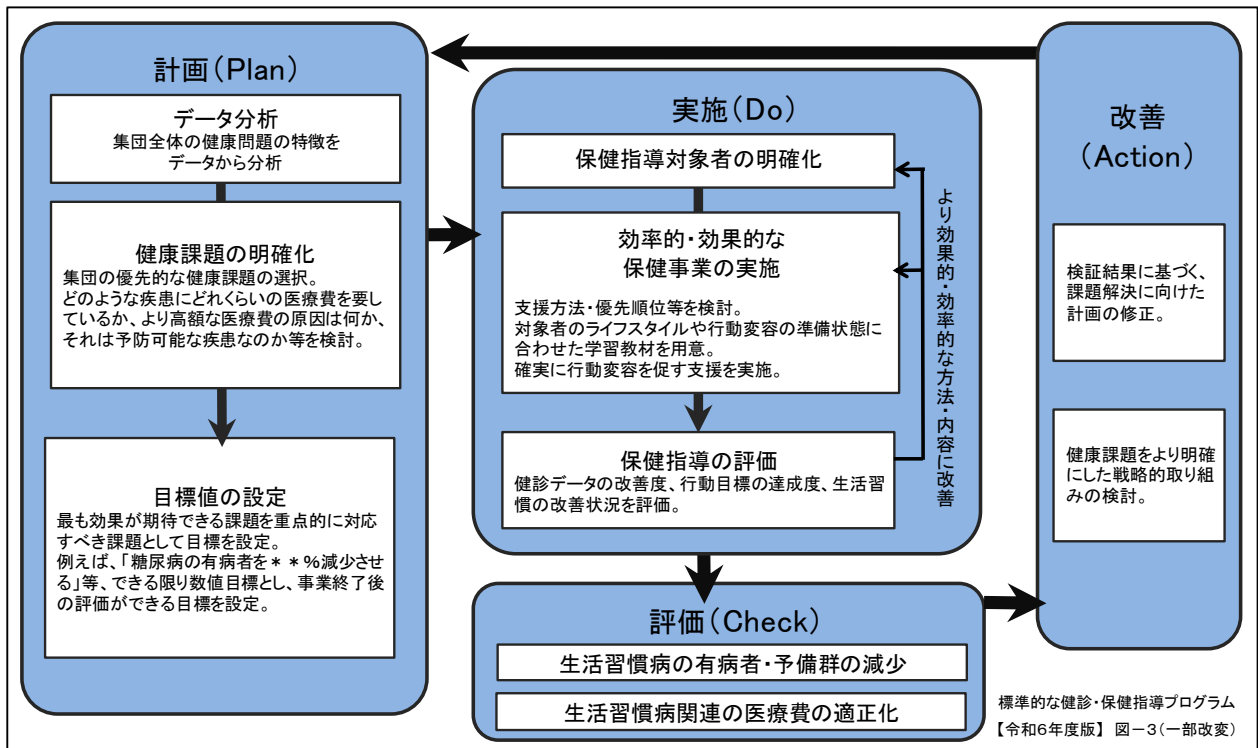 計画(Plan)
データ分析
集団全体の健康問題の特徴を
データから分析
健康課題の明確化
集団の優先的な健康課題の選択。
どのような疾患にどれくらいの医療費を要し
ているか、より高額な医療費の原因は何か、
それは予防可能な疾患なのか等を検討。
目標値の設定
最も効果が期待できる課題を重点的に対応
すべき課題として目標を設定。
例えば、「糖尿病の有病者を**%減少させ
る」等、できる限り数値目標とし、事業終了後
の評価ができる目標を設定。
実施(Do)
保健指導対象者の明確化
効率的・効果的な
保健事業の実施
支援方法・優先順位等を検討。
対象者のライフスタイルや行動変容の準備状態に
合わせた学習教材を用意。
確実に行動変容を促す支援を実施。
保健指導の評価
健診データの改善度、行動目標の達成度、生活習
慣の改善状況を評価。
より効果的・効率的な方法・内容に改善
評価(Check)
生活習慣病の有病者・予備群の減少
生活習慣病関連の医療費の適正化
改善
(Action)
検証結果に基づく、
課題解決に向けた
計画の修正。
健康課題をより明確
にした戦略的取り組
みの検討。
標準的な健診・保健指導プログラム
【令和6年度版】 図-3(一部改変)